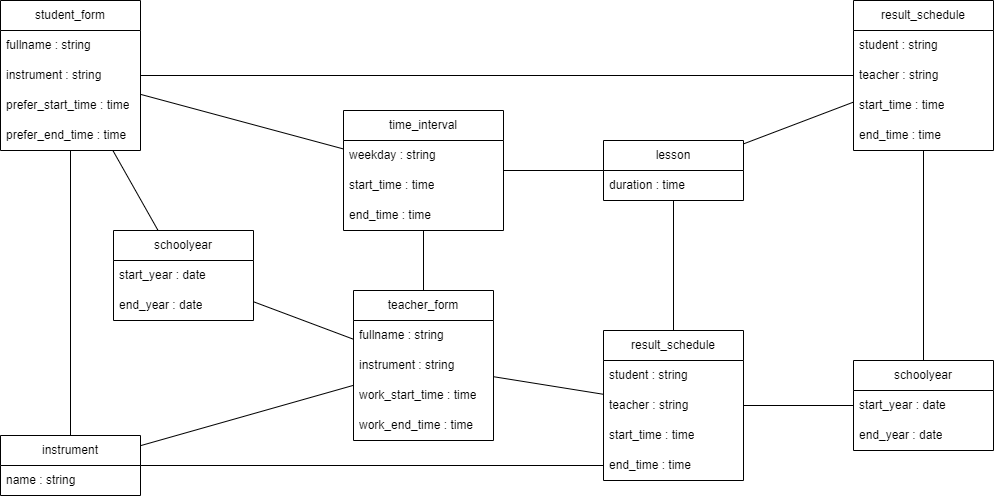 student_form
fullname : string
instrument : string
prefer_start_time : time
prefer_end_time : time
result_schedule
student : string
teacher : string
start_time : time
end_time : time
time_interval
weekday : string
start_time : time
end_time : time
lesson
duration : time
schoolyear
start_year : date
end_year : date
teacher_form
fullname : string
instrument : string
work_start_time : time
work_end_time : time
result_schedule
student : string
teacher : string
start_time : time
end_time : time
schoolyear
start_year : date
end_year : date
instrument
name : string